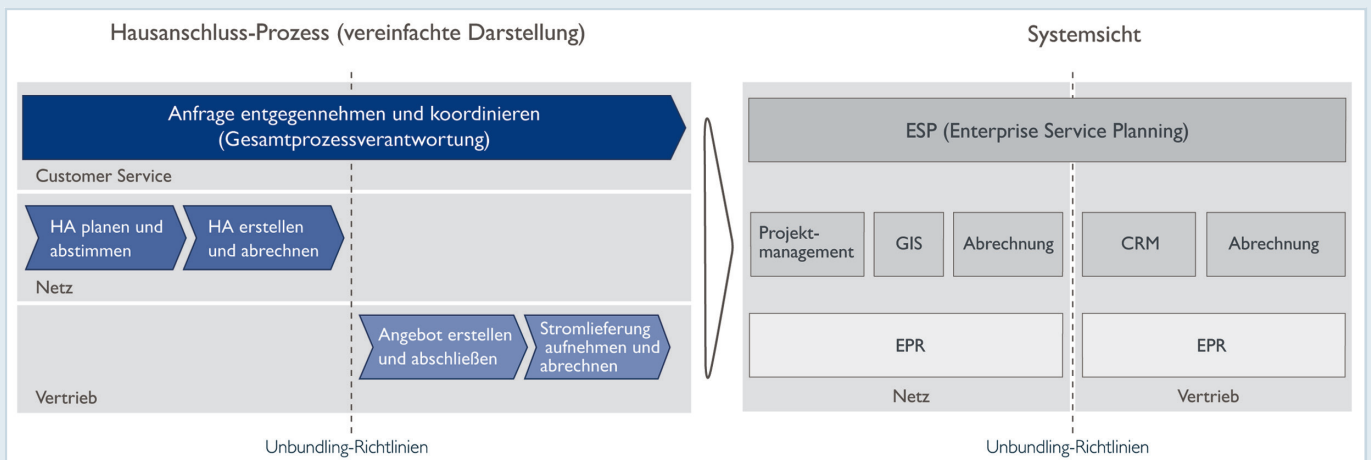 Hausanschluss-Prozess (vereinfachte Darstellung)
Anfrage entgegennehmen und koordinieren
(Gesamtprozessverantwortung)
Customer Service
HA planen und
abstimmen
HA erstellen
und abrechnen
Netz
Angebot erstellen
und abschließen
Stromlieferung
aufnehmen und
abrechnen
Vertrieb
Unbundling-Richtlinien
Systemsicht
ESP (Enterprise Service Planning)
Projekt-
management
GIS
Abrechnung
CRM
Abrechnung
EPR
EPR
Netz
Vertrieb
Unbundling-Richtlinien